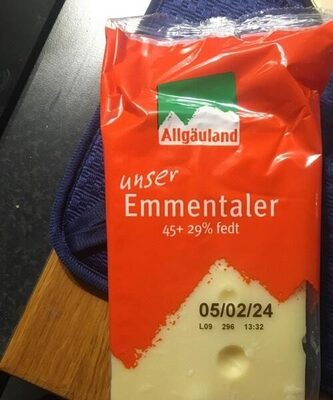 Allgäuland
unser
Emmentaler
45+ 29% fedt
05/02/24
L09 296 13:32